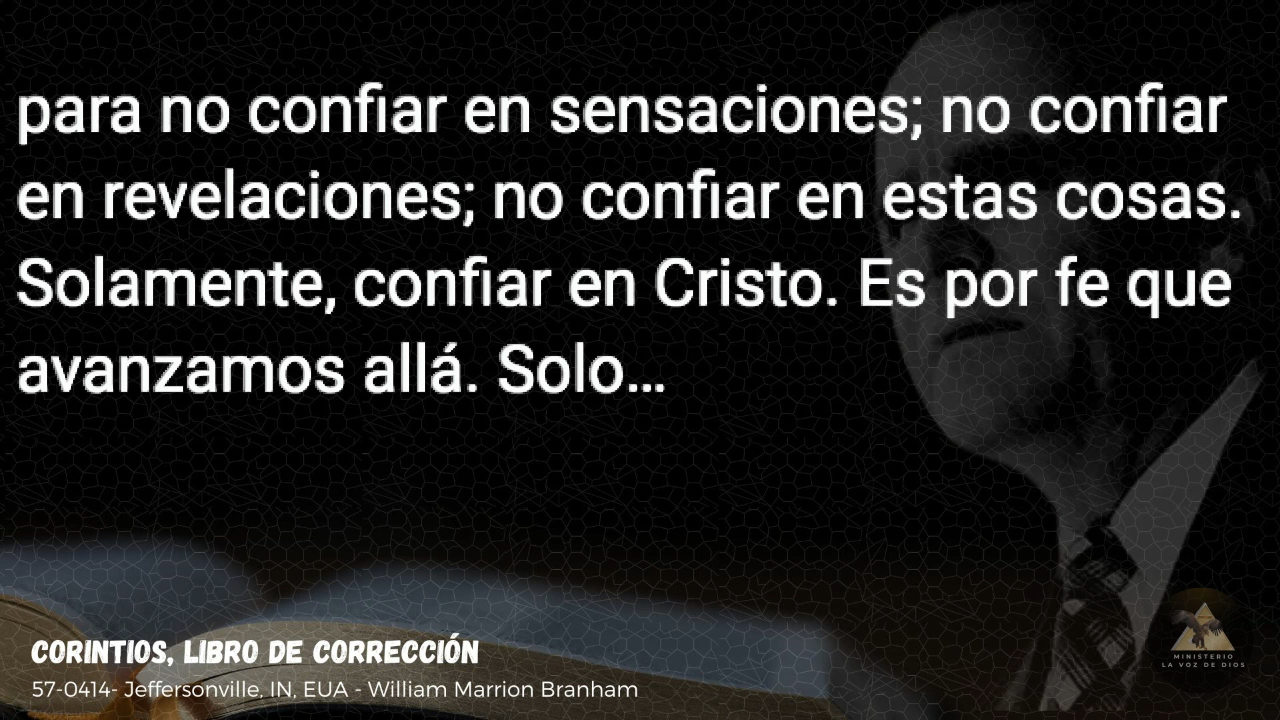 para no confiar en sensaciones; no confiar
en revelaciones; no confiar en estas cosas.
Solamente, confiar en Cristo. Es por fe que
avanzamos allá. Solo...
CORINTIOS, LIBRO DE CORRECCIÓN
57-0414- Jeffersonville, IN, EUA - William Marrion Branham
MINISTERIO
LA VOZ DE DIOS